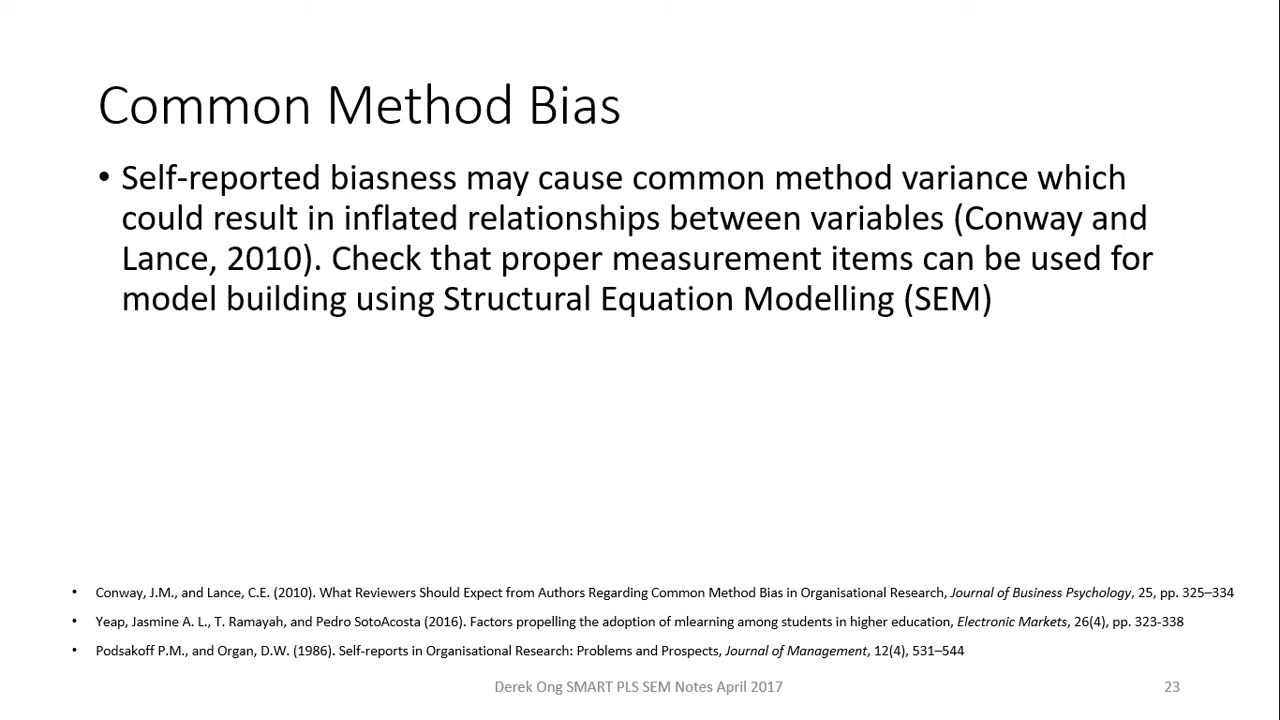 Common Method Bias
• Self-reported biasness may cause common method variance which
could result in inflated relationships between variables (Conway and
Lance, 2010). Check that proper measurement items can be used for
model building using Structural Equation Modelling (SEM)
• Conway, J.M., and Lance, C.E. (2010). What Reviewers Should Expect from Authors Regarding Common Method Bias in Organisational Research, Journal of Business Psychology, 25, pp. 325–334
• Yeap, Jasmine A. L., T. Ramayah, and Pedro SotoAcosta (2016). Factors propelling the adoption of mlearning among students in higher education, Electronic Markets, 26(4), pp. 323-338
• Podsakoff P.M., and Organ, D.W. (1986). Self-reports in Organisational Research: Problems and Prospects, Journal of Management, 12(4), 531–544
Derek Ong SMART PLS SEM Notes April 2017
23